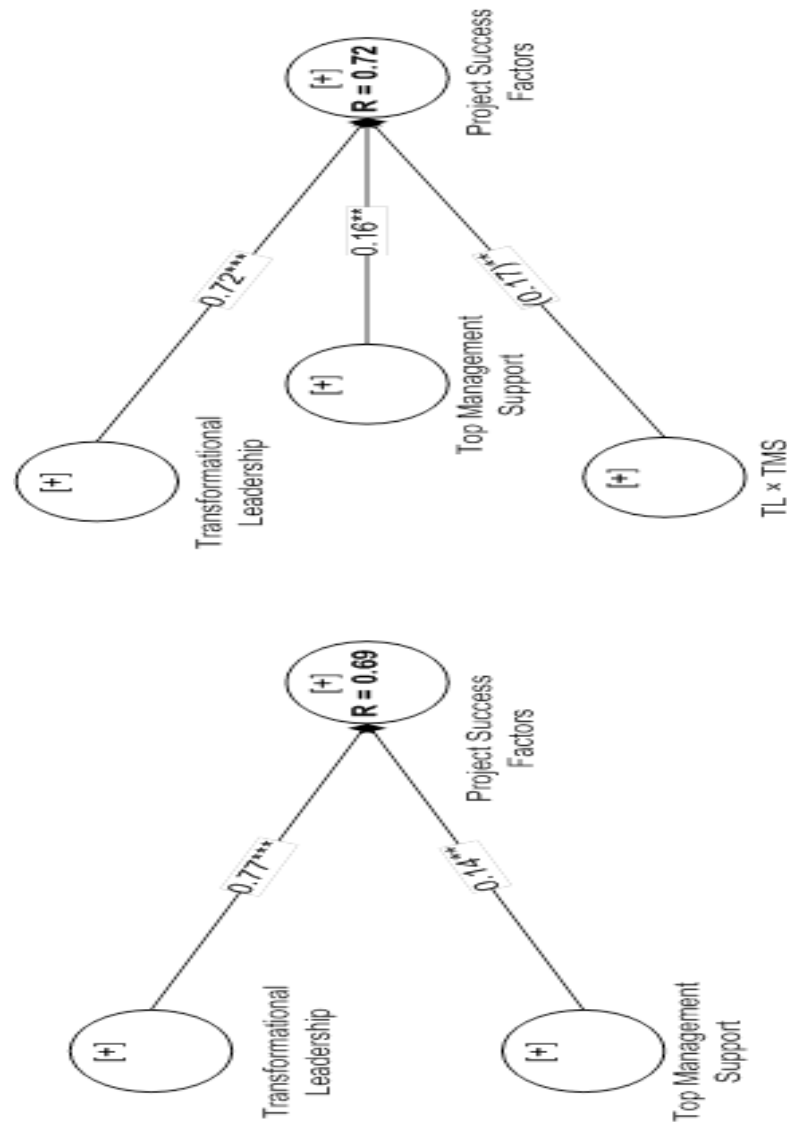 [+]
Transformational
Leadership
0.77***
[+]
R = 0.69
Project Success
Factors
0.14**
[+]
Top Management
Support
[+]
Transformational
Leadership
0.72***
[+]
Top Management
Support
0.16**
[+]
R = 0.72
Project Success
Factors
(0.17)**
[+]
TL × TMS